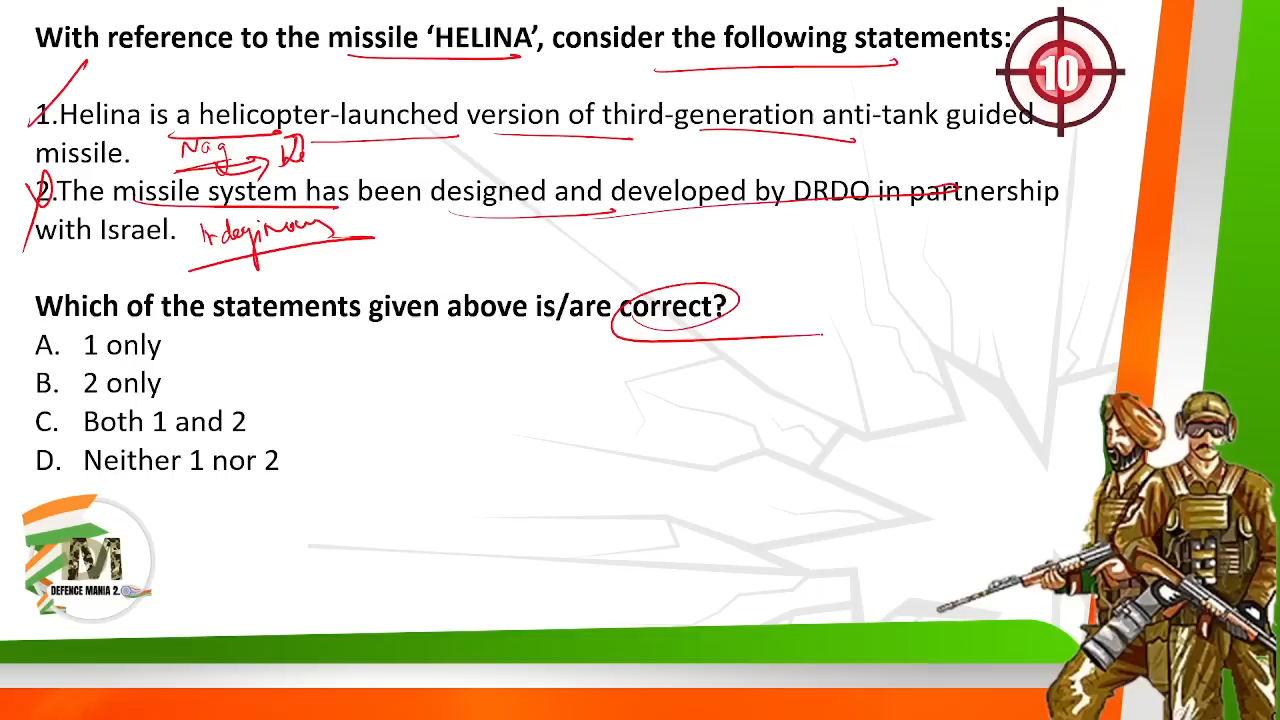 With reference to the missile ‘HELINA’, consider the following statements:
10
1.Helina is a helicopter-launched version of third-generation anti-tank guided
missile.
Nag
2.The missile system has been designed and developed by DRDO in partnership
with Israel.
Which of the statements given above is/are correct?
A. 1 only
B. 2 only
C. Both 1 and 2
D. Neither 1 nor 2
M
DEFENCE MANIA 2.